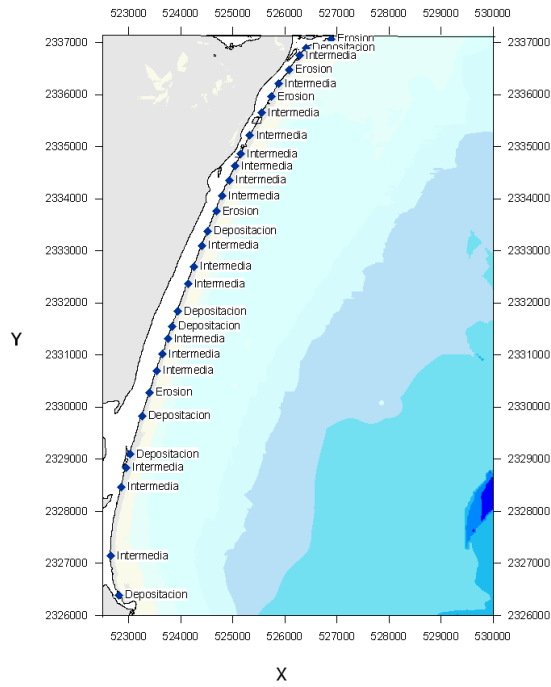 523000 524000 525000 526000 527000 528000 529000 530000
2337000 Erosion 2337000
Depositacion
Intermedia
Erosion
2336000 Intermedia 2336000
Erosion
Intermedia
2335000 Intermedia 2335000
Intermedia
Intermedia
Intermedia
2334000 Intermedia 2334000
Erosion
Depositacion
2333000 Intermedia 2333000
Intermedia
Intermedia
2332000 Depositacion 2332000
Depositacion
Intermedia
2331000 Intermedia 2331000
Intermedia
Erosion
2330000 Depositacion 2330000
2329000 Depositacion 2329000
Intermedia
Intermedia
2328000 2328000
2327000 Intermedia 2327000
Depositacion
2326000 2326000
523000 524000 525000 526000 527000 528000 529000 530000
Y
X